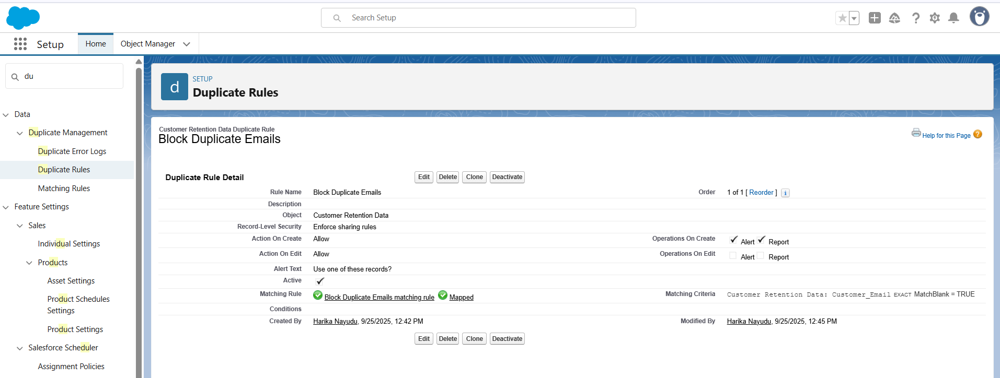 Search Setup
Setup
Home
Object Manager
du
Data
Duplicate Management
Duplicate Error Logs
Duplicate Rules
Matching Rules
Feature Settings
Sales
Individual Settings
Products
Asset Settings
Product Schedules
Settings
Product Settings
Salesforce Scheduler
Assignment Policies
d
SETUP
Duplicate Rules
Customer Retention Data Duplicate Rule
Block Duplicate Emails
Help for this Page ?
Duplicate Rule Detail
Edit Delete Clone Deactivate
Rule Name Block Duplicate Emails Order 1 of 1 [ Reorder ] i
Description
Object Customer Retention Data
Record-Level Security Enforce sharing rules
Action On Create Allow Operations On Create Alert Report
Action On Edit Allow Operations On Edit Alert Report
Alert Text Use one of these records?
Active
Matching Rule Block Duplicate Emails matching rule Mapped Matching Criteria Customer Retention Data: Customer_Email EXACT MatchBlank = TRUE
Conditions
Created By Harika Nayudu, 9/25/2025, 12:42 PM Modified By Harika Nayudu, 9/25/2025, 12:45 PM
Edit Delete Clone Deactivate